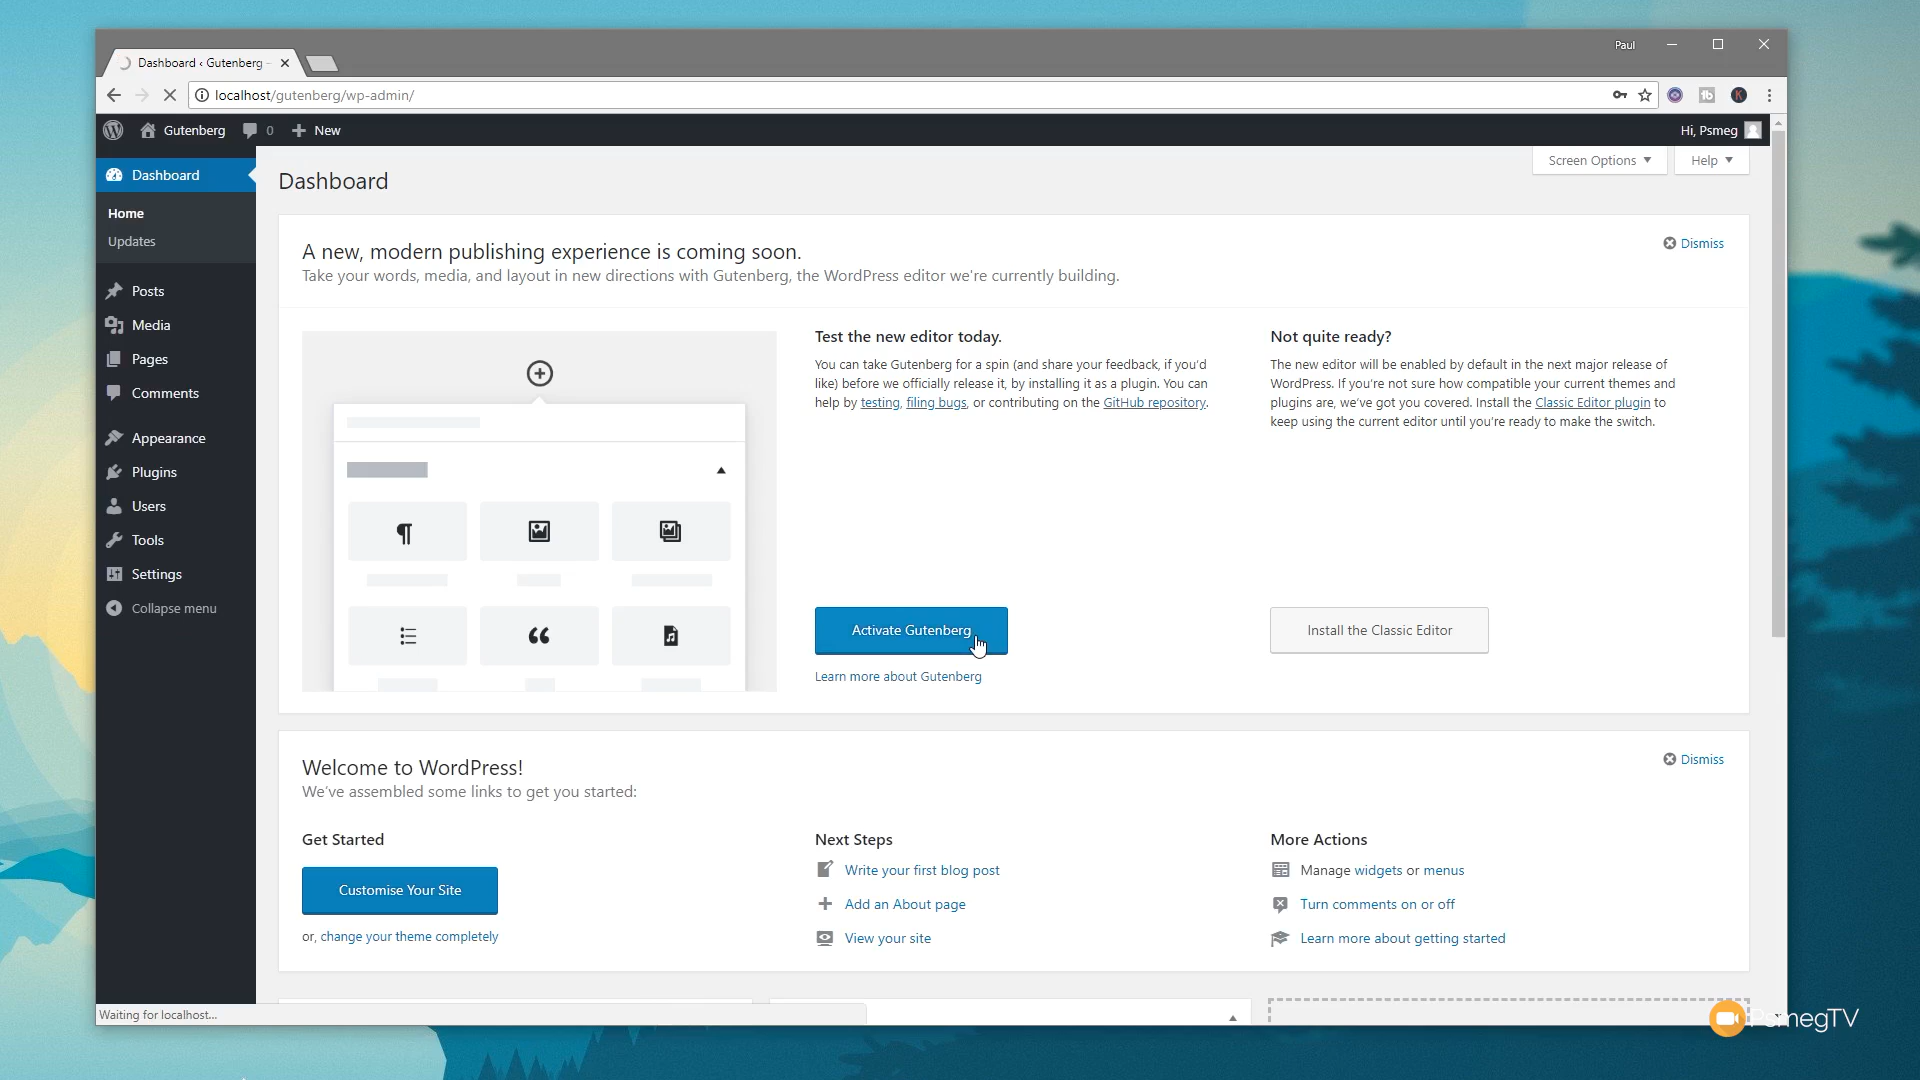 Paul
Dashboard ‹ Gutenberg –
localhost/gutenberg/wp-admin/
Gutenberg 0 New
Hi, Psmeg
Dashboard
Home
Updates
Posts
Media
Pages
Comments
Appearance
Plugins
Users
Tools
Settings
Collapse menu
Screen Options
Help
Dashboard
A new, modern publishing experience is coming soon.
Dismiss
Take your words, media, and layout in new directions with Gutenberg, the WordPress editor we're currently building.
Test the new editor today.
You can take Gutenberg for a spin (and share your feedback, if you'd
like) before we officially release it, by installing it as a plugin. You can
help by testing, filing bugs, or contributing on the GitHub repository.
Activate Gutenberg
Learn more about Gutenberg
Not quite ready?
The new editor will be enabled by default in the next major release of
WordPress. If you're not sure how compatible your current themes and
plugins are, we've got you covered. Install the Classic Editor plugin to
keep using the current editor until you're ready to make the switch.
Install the Classic Editor
Welcome to WordPress!
Dismiss
We've assembled some links to get you started:
Get Started
Customise Your Site
or, change your theme completely
Next Steps
Write your first blog post
Add an About page
View your site
More Actions
Manage widgets or menus
Turn comments on or off
Learn more about getting started
Waiting for localhost...
PsmegTV